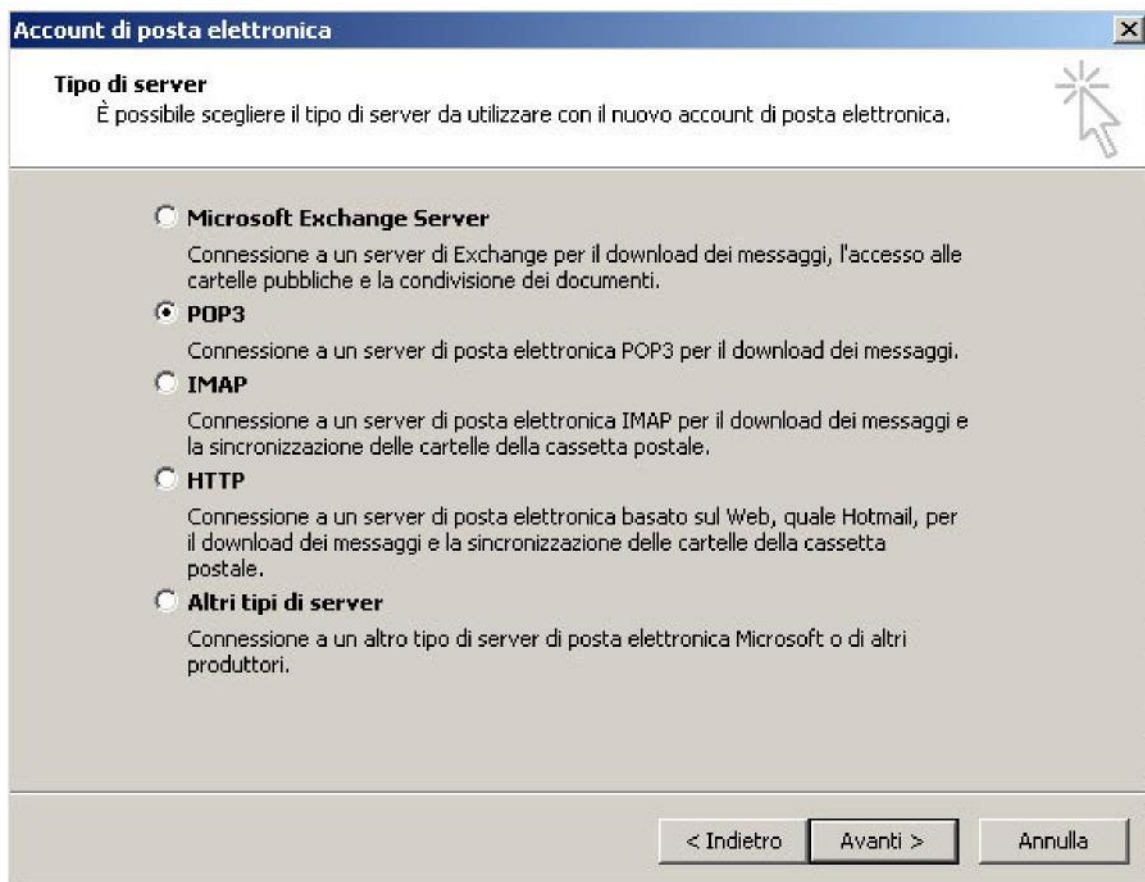 Account di posta elettronica
Tipo di server
È possibile scegliere il tipo di server da utilizzare con il nuovo account di posta elettronica.
Microsoft Exchange Server
Connessione a un server di Exchange per il download dei messaggi, l'accesso alle
cartelle pubbliche e la condivisione dei documenti.
POP3
Connessione a un server di posta elettronica POP3 per il download dei messaggi.
IMAP
Connessione a un server di posta elettronica IMAP per il download dei messaggi e
la sincronizzazione delle cartelle della cassetta postale.
HTTP
Connessione a un server di posta elettronica basato sul Web, quale Hotmail, per
il download dei messaggi e la sincronizzazione delle cartelle della cassetta
postale.
Altri tipi di server
Connessione a un altro tipo di server di posta elettronica Microsoft o di altri
produttori.
< Indietro Avanti > Annulla